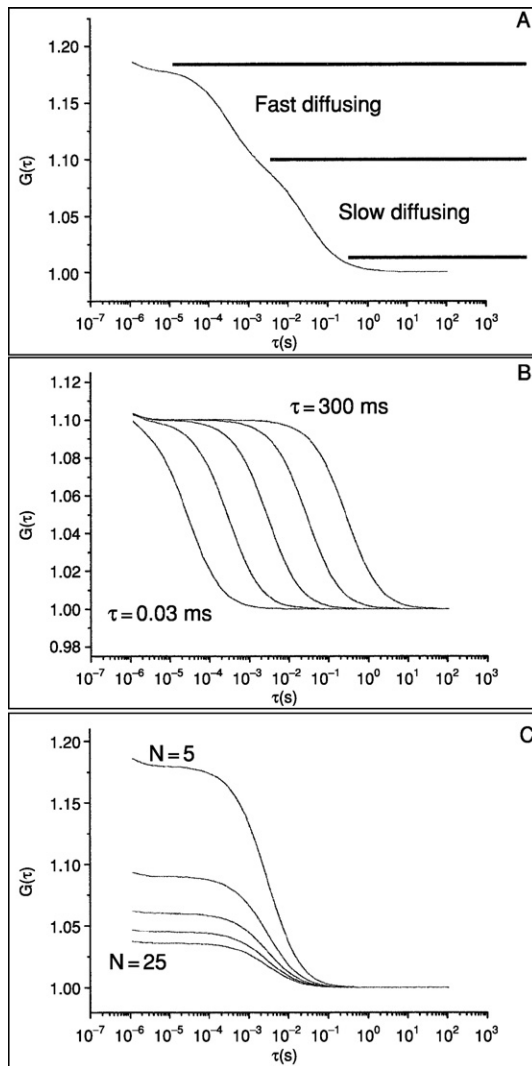 A
1.20
1.15
1.10
1.05
1.00
G(τ)
Fast diffusing
Slow diffusing
10⁻⁷ 10⁻⁶ 10⁻⁵ 10⁻⁴ 10⁻³ 10⁻² 10⁻¹ 10⁰ 10¹ 10² 10³
τ(s)
B
1.12
1.10
1.08
1.06
1.04
1.02
1.00
0.98
G(τ)
τ = 300 ms
τ = 0.03 ms
10⁻⁷ 10⁻⁶ 10⁻⁵ 10⁻⁴ 10⁻³ 10⁻² 10⁻¹ 10⁰ 10¹ 10² 10³
τ(s)
C
1.20
1.15
1.10
1.05
1.00
G(τ)
N = 5
N = 25
10⁻⁷ 10⁻⁶ 10⁻⁵ 10⁻⁴ 10⁻³ 10⁻² 10⁻¹ 10⁰ 10¹ 10² 10³
τ(s)